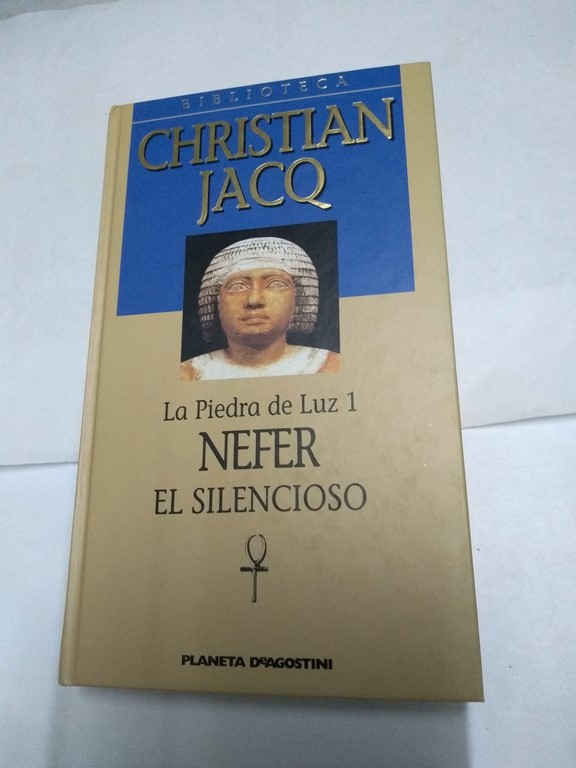 BIBLIOTECA
CHRISTIAN
JACQ
La Piedra de Luz 1
NEFER
EL SILENCIOSO
PLANETA DeAGOSTINI